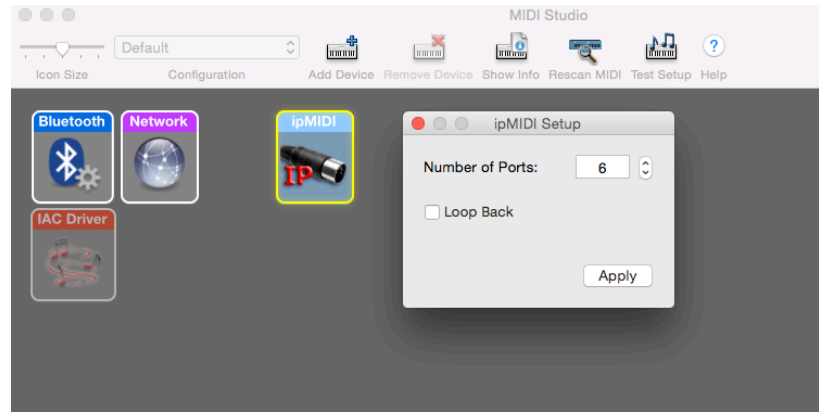 MIDI Studio
Default
Icon Size
Configuration
Add Device
Remove Device
Show Info
Rescan MIDI
Test Setup
?
Help
Bluetooth
Network
ipMIDI
IP
IAC Driver
ipMIDI Setup
Number of Ports:
6
Loop Back
Apply